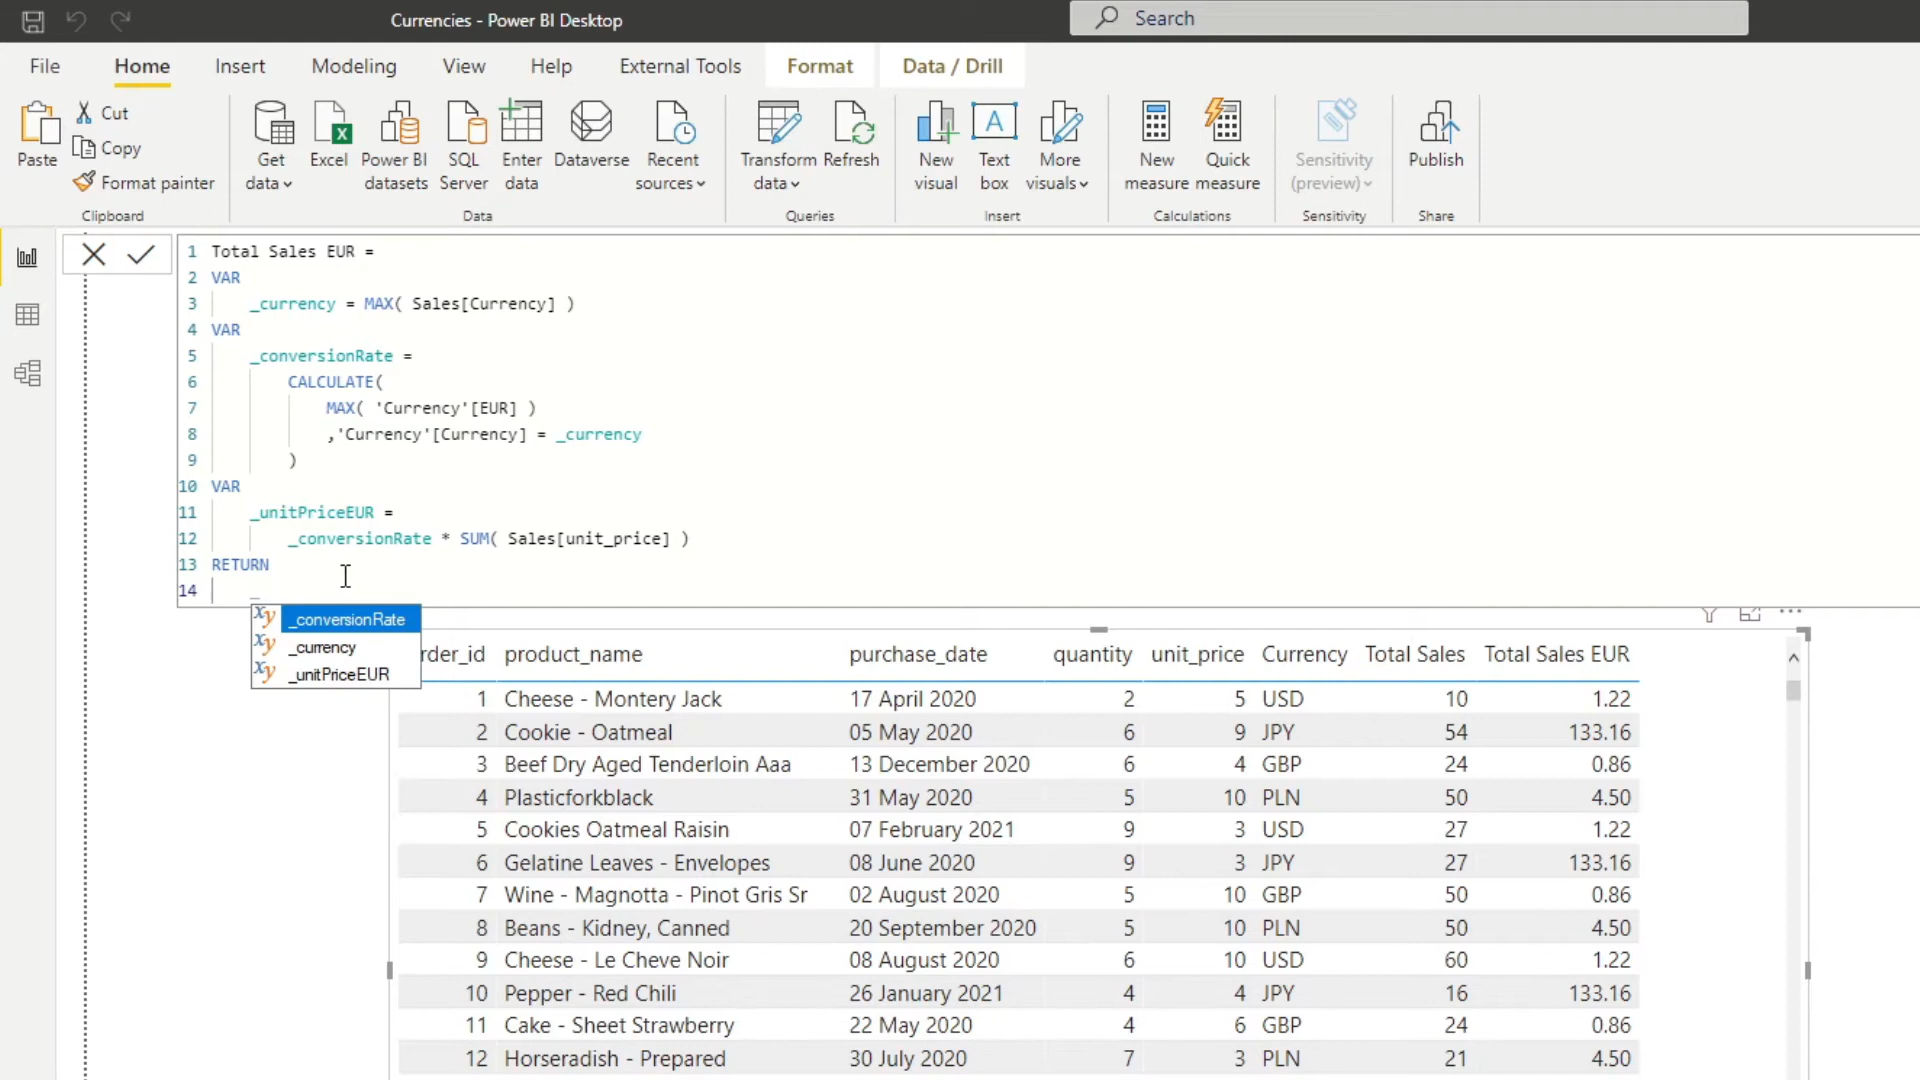 Currencies - Power BI Desktop
Search
File Home Insert Modeling View Help External Tools Format Data / Drill
Paste
Cut
Copy
Format painter
Clipboard
Get data
Excel
Power BI datasets
SQL Server
Enter data
Dataverse
Recent sources
Data
Transform data
Refresh
Queries
New visual
Text box
More visuals
Insert
New measure
Quick measure
Calculations
Sensitivity (preview)
Sensitivity
Publish
Share
1 Total Sales EUR =
2 VAR
3 _currency = MAX( Sales[Currency] )
4 VAR
5 _conversionRate =
6 CALCULATE(
7 MAX( 'Currency'[EUR] )
8 ,'Currency'[Currency] = _currency
9 )
10 VAR
11 _unitPriceEUR =
12 _conversionRate * SUM( Sales[unit_price] )
13 RETURN
14 _
_conversionRate
_currency
_unitPriceEUR
rder_id product_name purchase_date quantity unit_price Currency Total Sales Total Sales EUR
1 Cheese - Montery Jack 17 April 2020 2 5 USD 10 1.22
2 Cookie - Oatmeal 05 May 2020 6 9 JPY 54 133.16
3 Beef Dry Aged Tenderloin Aaa 13 December 2020 6 4 GBP 24 0.86
4 Plasticforkblack 31 May 2020 5 10 PLN 50 4.50
5 Cookies Oatmeal Raisin 07 February 2021 9 3 USD 27 1.22
6 Gelatine Leaves - Envelopes 08 June 2020 9 3 JPY 27 133.16
7 Wine - Magnotta - Pinot Gris Sr 02 August 2020 5 10 GBP 50 0.86
8 Beans - Kidney, Canned 20 September 2020 5 10 PLN 50 4.50
9 Cheese - Le Cheve Noir 08 August 2020 6 10 USD 60 1.22
10 Pepper - Red Chili 26 January 2021 4 4 JPY 16 133.16
11 Cake - Sheet Strawberry 22 May 2020 4 6 GBP 24 0.86
12 Horseradish - Prepared 30 July 2020 7 3 PLN 21 4.50